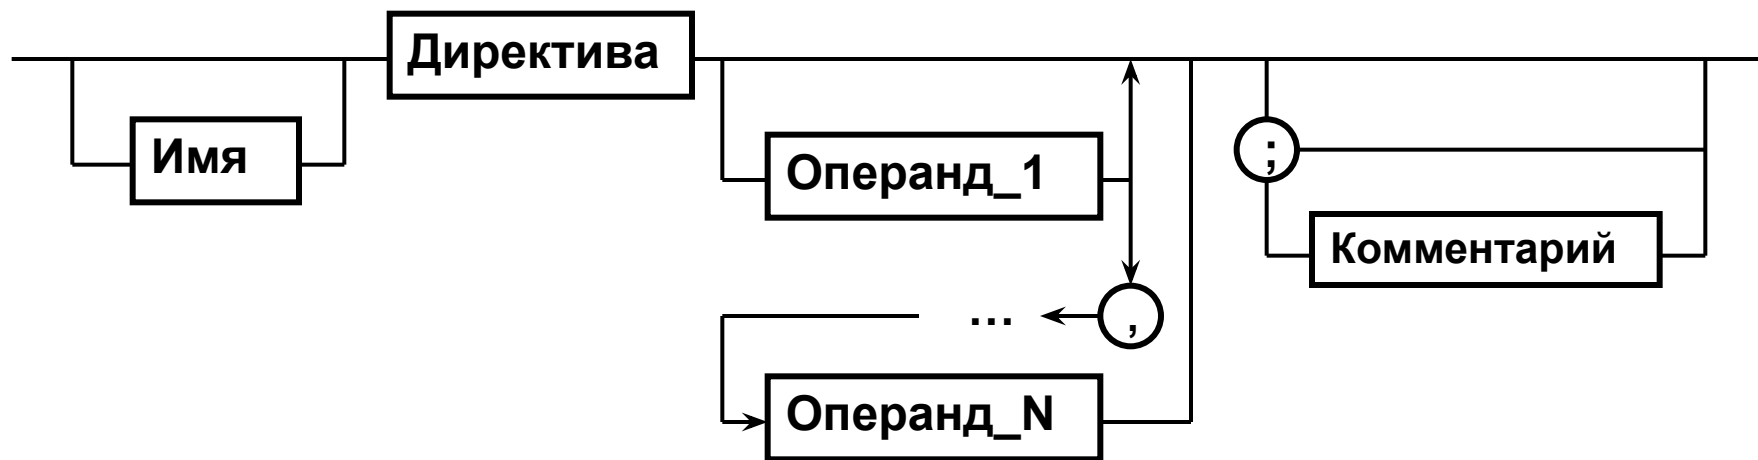 Директива
Имя
Операнд_1
;
Комментарий
... ,
Операнд_N